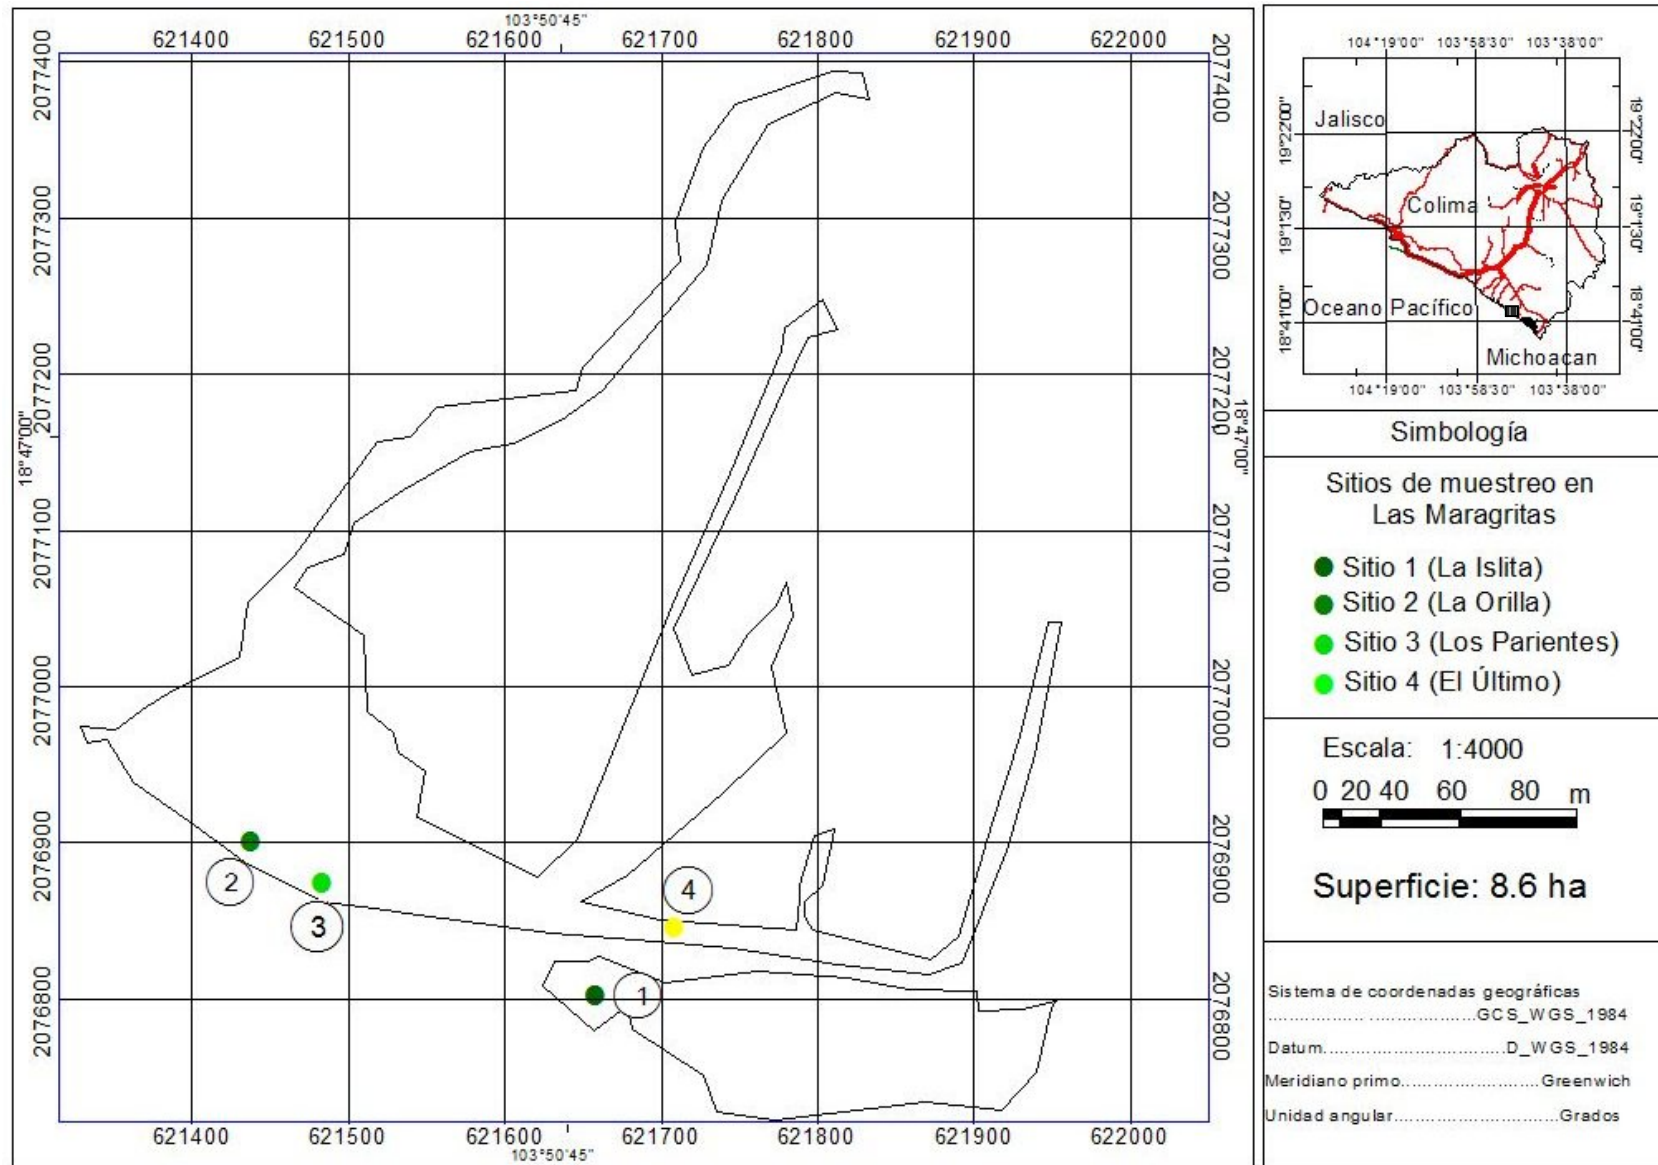 103°50'45"
621400 621500 621600 621700 621800 621900 622000
2077400
2077300
2077200
18°47'00"
2077100
2077000
2076900
2076800
2077400
2077300
2077200
18°47'00"
2077100
2077000
2076900
2076800
2
3
4
1
621400 621500 621600 621700 621800 621900 622000
103°50'45"
104°19'00" 103°58'30" 103°38'00"
19°22'00"
19°1'30"
18°41'00"
Jalisco
Colima
Oceano Pacífico
Michoacan
19°22'00"
19°1'30"
18°41'00"
104°19'00" 103°58'30" 103°38'00"
Simbología
Sitios de muestreo en
Las Maragritas
Sitio 1 (La Islita)
Sitio 2 (La Orilla)
Sitio 3 (Los Parientes)
Sitio 4 (El Último)
Escala: 1:4000
0 20 40 60 80 m
Superficie: 8.6 ha
Sistema de coordenadas geográficas
................ ..................GCS_WGS_1984
Datum...............................D_WGS_1984
Meridiano primo.......................Greenwich
Unidad angular...........................Grados